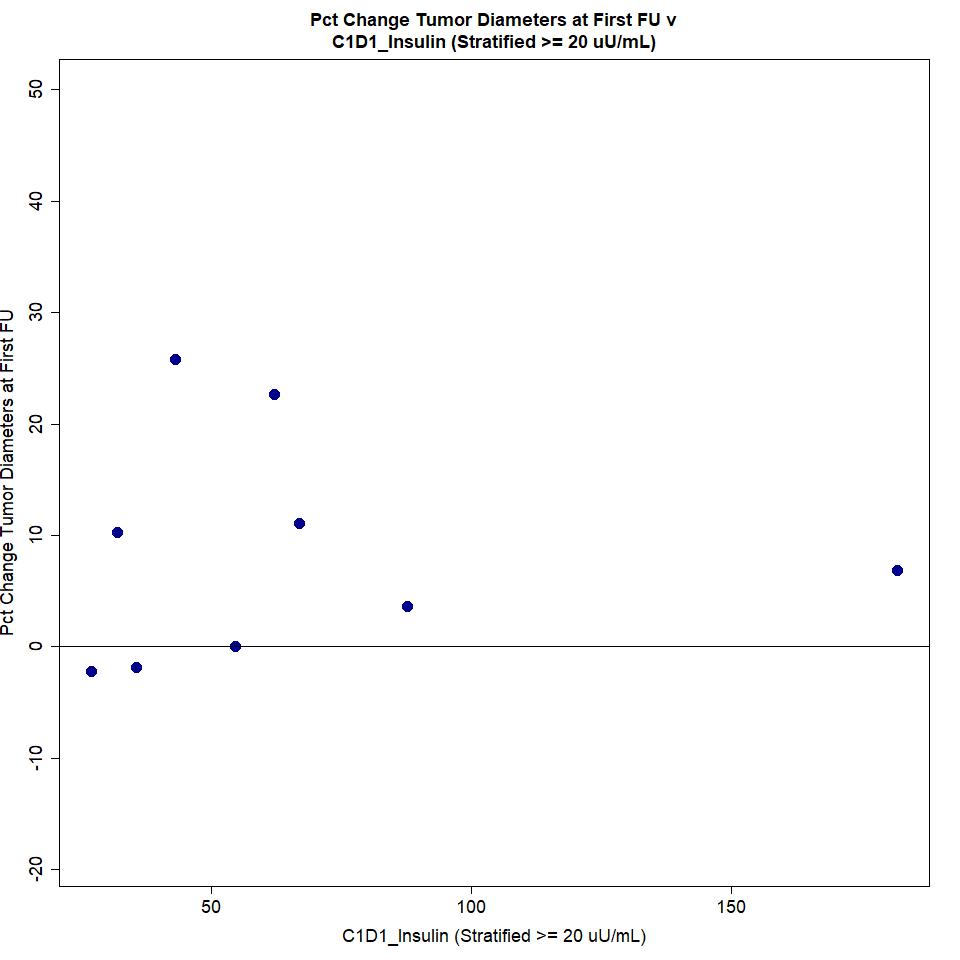 Pct Change Tumor Diameters at First FU v
C1D1_Insulin (Stratified >= 20 uU/mL)
Pct Change Tumor Diameters at First FU
50
40
30
20
10
0
-10
-20
50
100
150
C1D1_Insulin (Stratified >= 20 uU/mL)